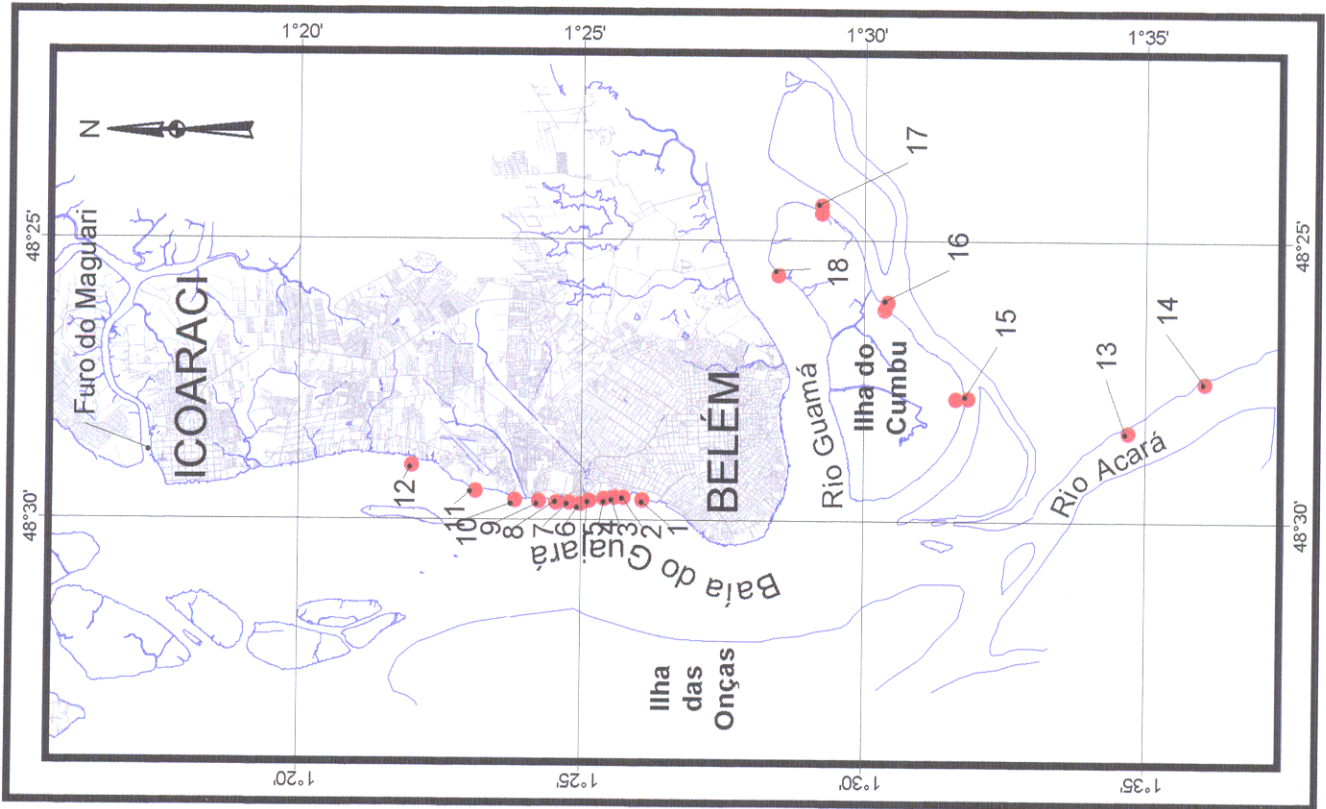 1°20'
1°25'
1°30'
1°35'
N
48°25'
Furo do Maguari
ICOARACI
48°30'
12
11
10
9
8
7
6
5
4
3
2
1
Baía do Guajará
BELÉM
Rio Guamá
Ilha do
Cumbu
17
18
16
15
14
13
Rio Acará
48°25'
48°30'
Ilha
das
Onças
1°20'
1°25'
1°30'
1°35'